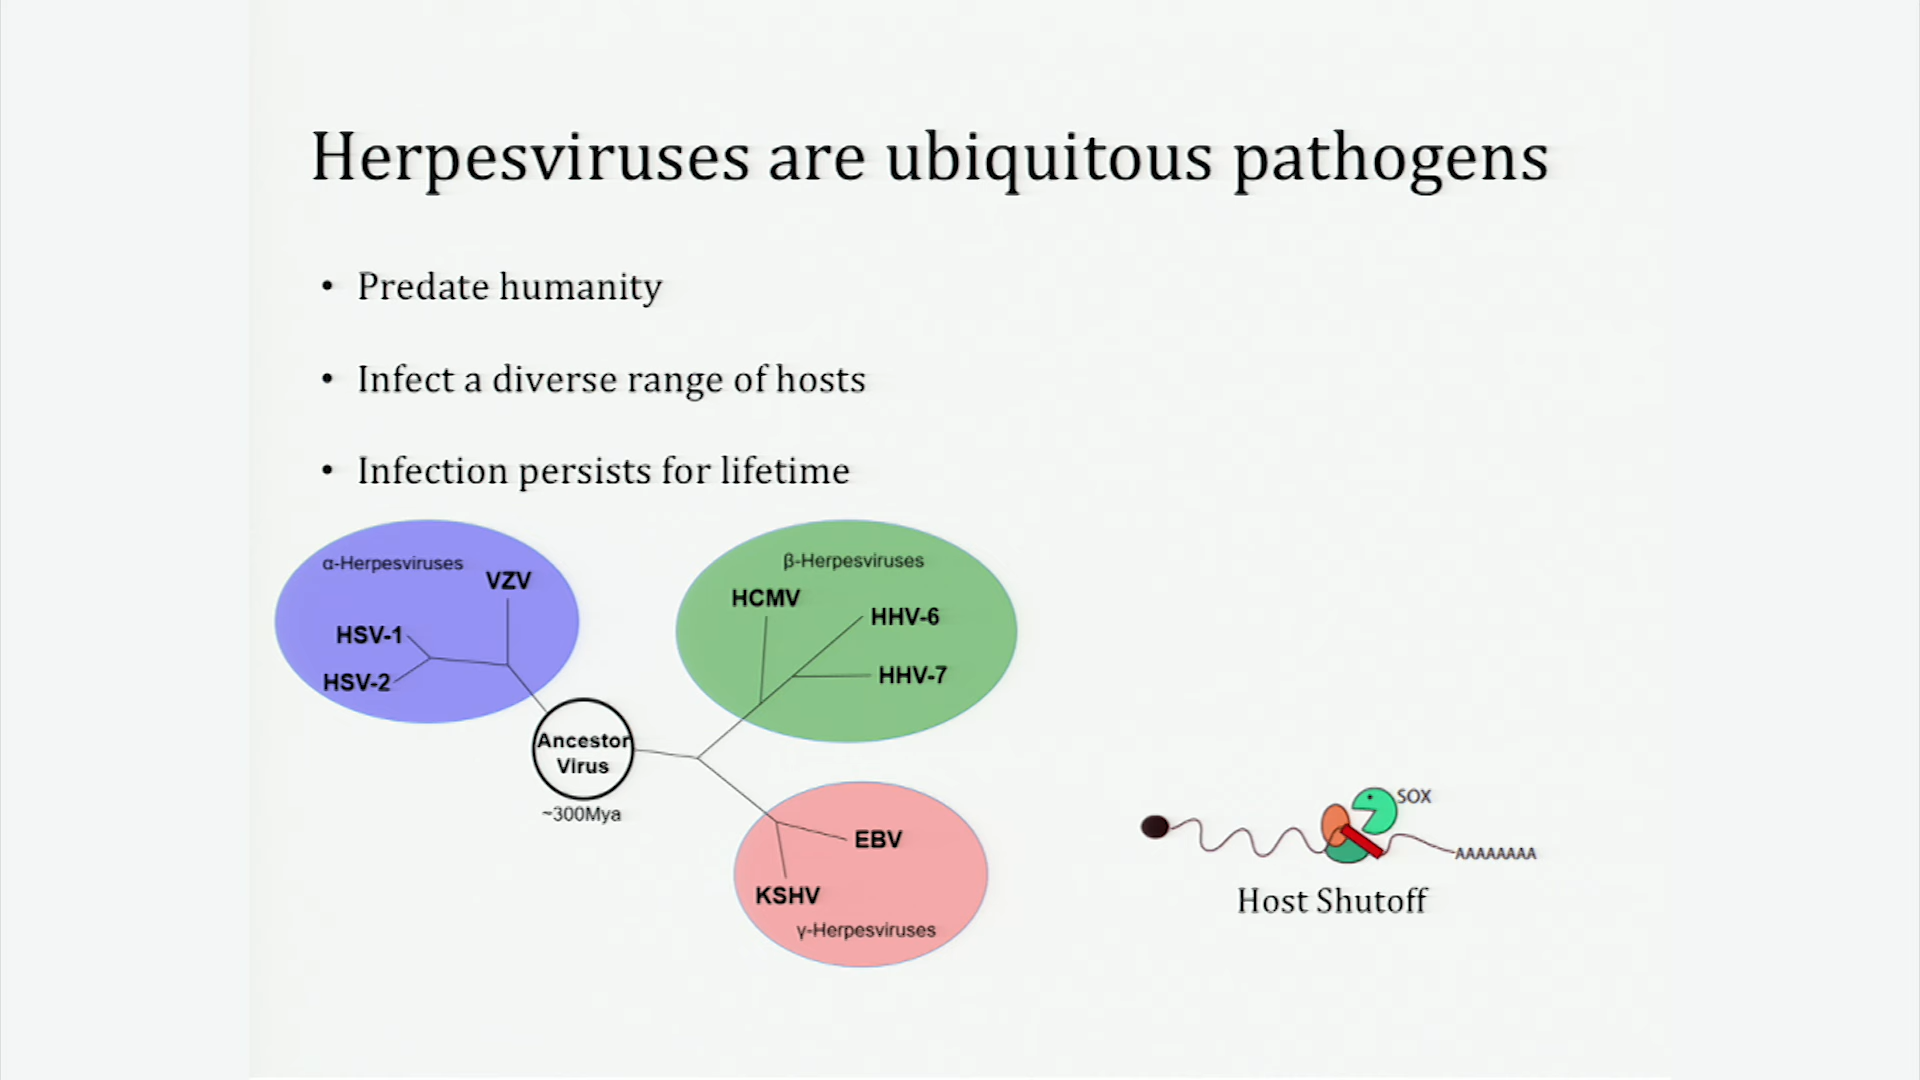 Herpesviruses are ubiquitous pathogens
• Predate humanity
• Infect a diverse range of hosts
• Infection persists for lifetime
α-Herpesviruses
VZV
HSV-1
HSV-2
β-Herpesviruses
HCMV
HHV-6
HHV-7
Ancestor
Virus
~300Mya
EBV
KSHV
γ-Herpesviruses
SOX
AAAAAAAA
Host Shutoff